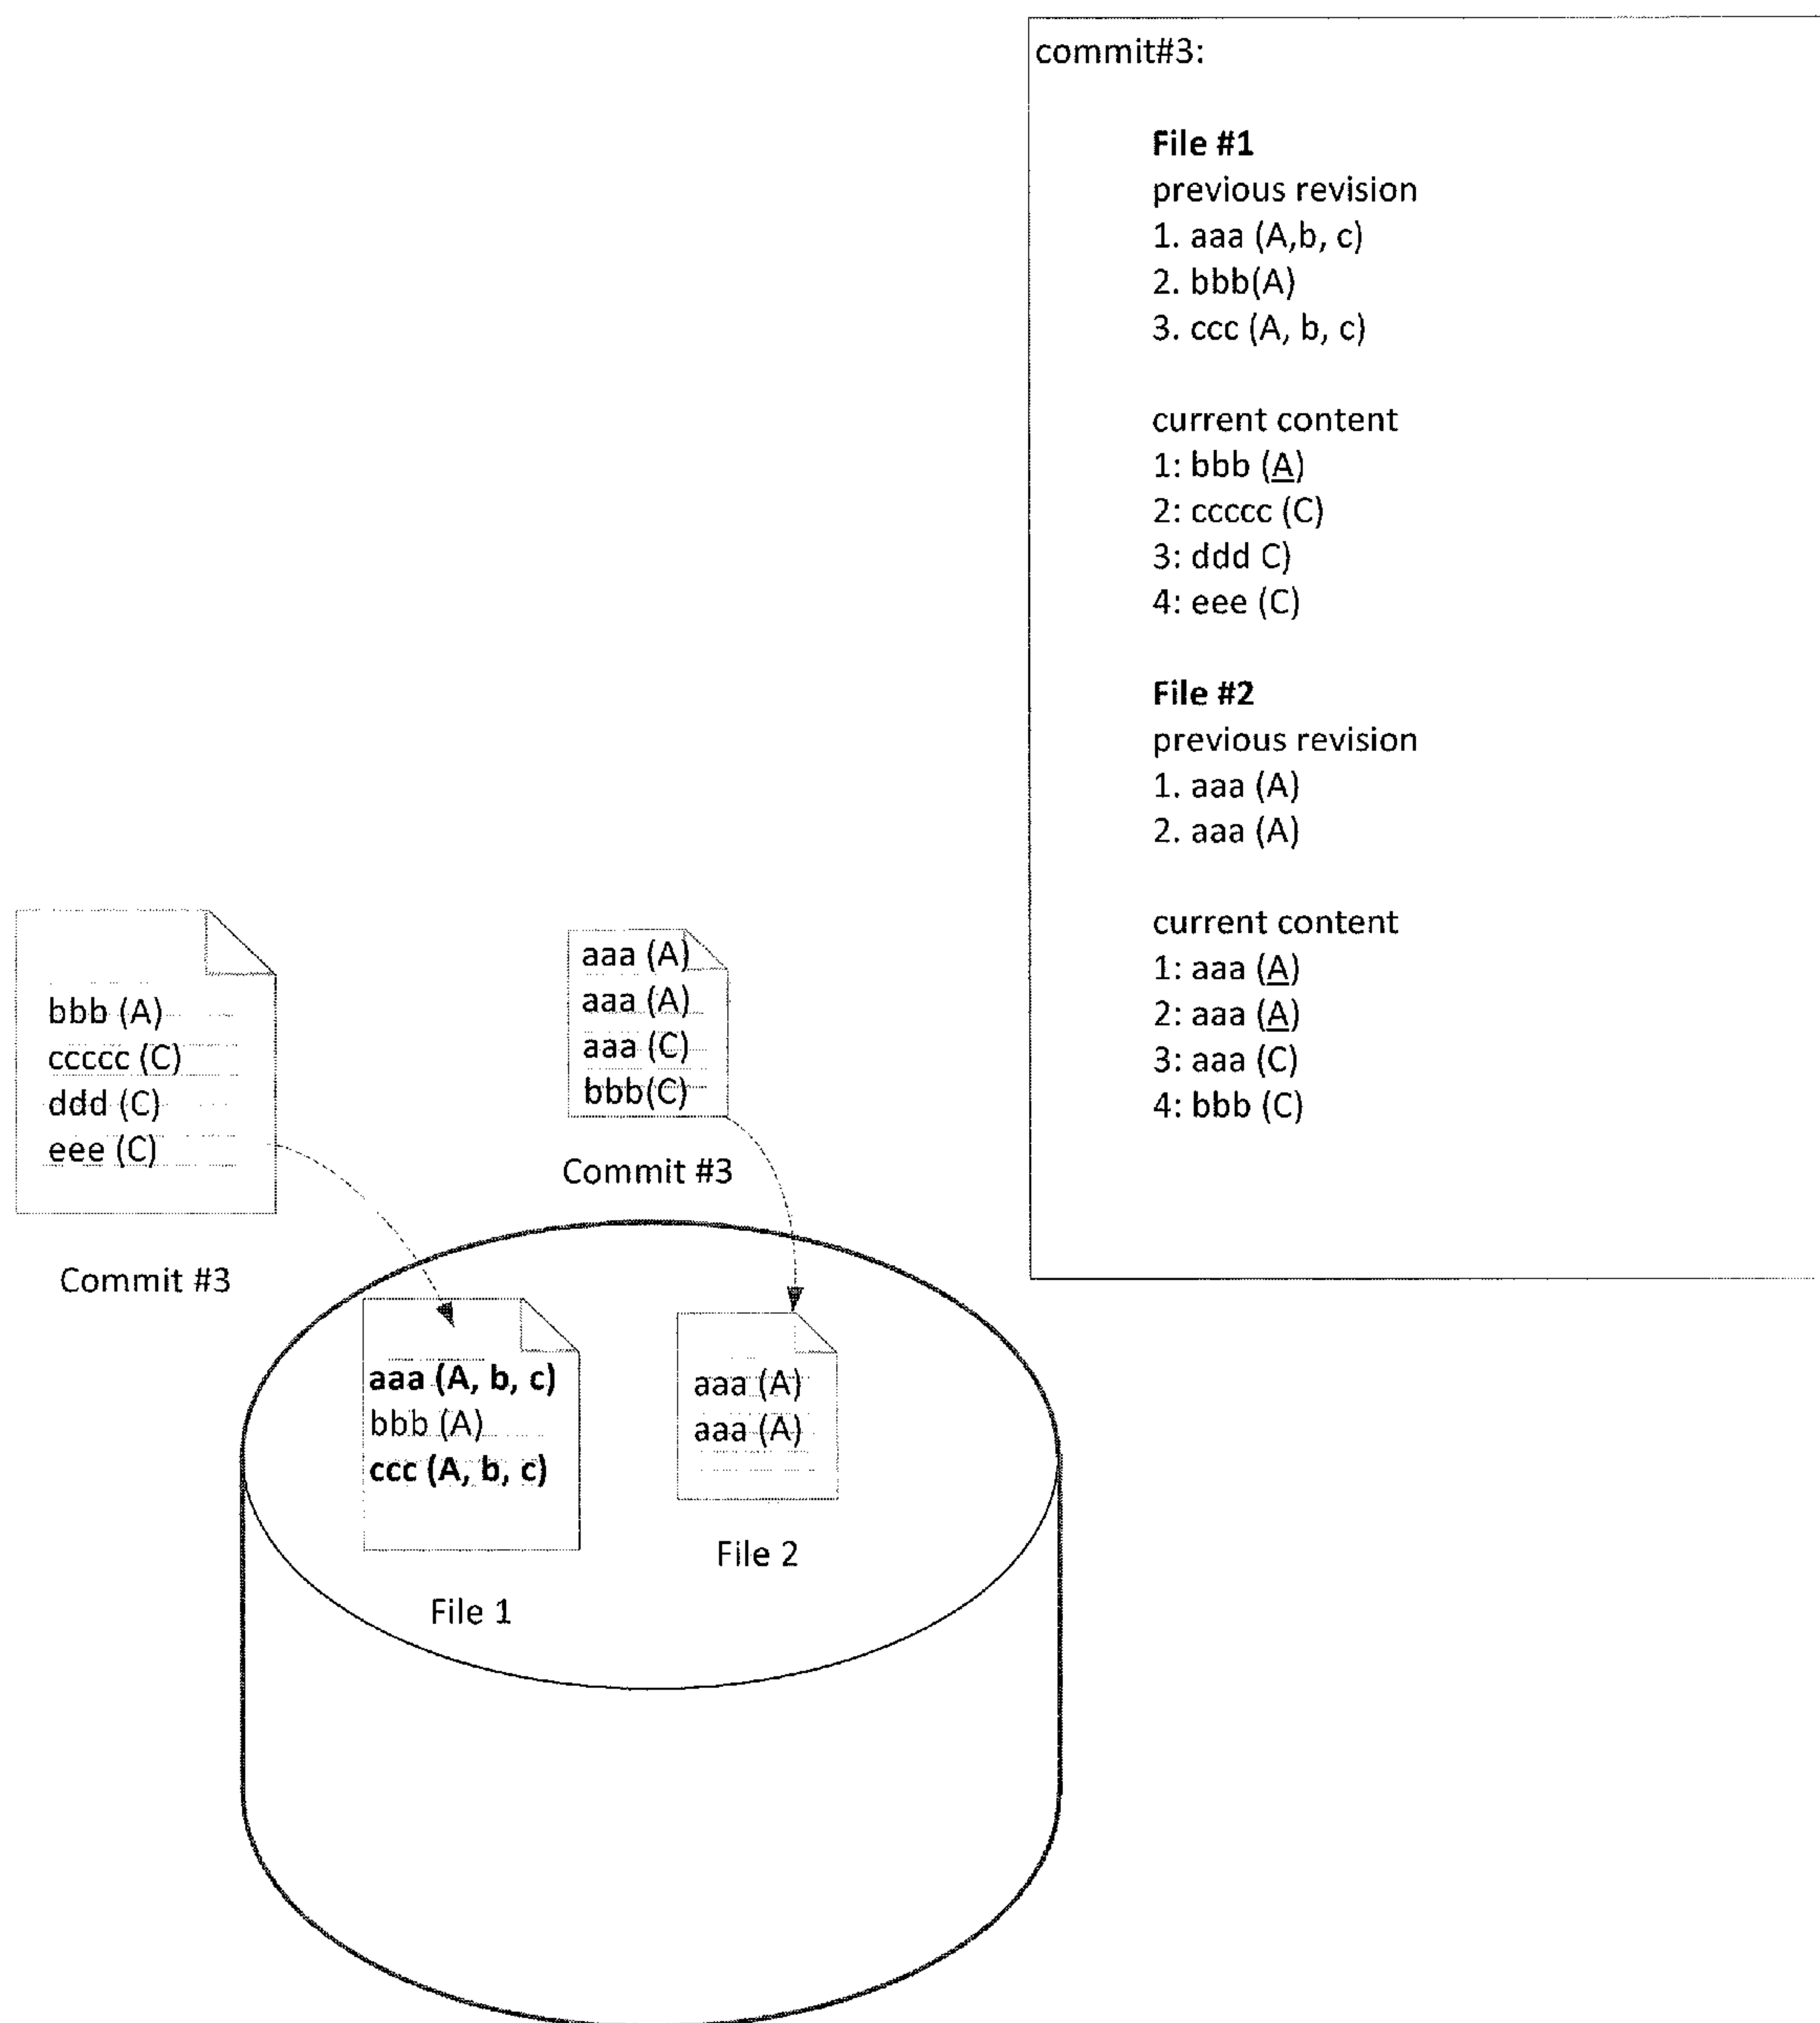 commit#3:
File #1
previous revision
1. aaa (A,b, c)
2. bbb(A)
3. ccc (A, b, c)
current content
1: bbb (A)
2: ccccc (C)
3: ddd C)
4: eee (C)
File #2
previous revision
1. aaa (A)
2. aaa (A)
current content
1: aaa (A)
2: aaa (A)
3: aaa (C)
4: bbb (C)
bbb (A)
ccccc (C)
ddd (C)
eee (C)
Commit #3
aaa (A)
aaa (A)
aaa (C)
bbb(C)
Commit #3
aaa (A, b, c)
bbb (A)
ccc (A, b, c)
File 1
aaa (A)
aaa (A)
File 2